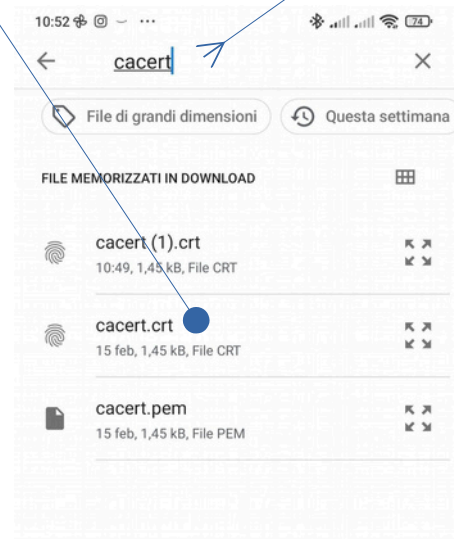 10:52
74
cacert
File di grandi dimensioni
Questa settimana
FILE MEMORIZZATI IN DOWNLOAD
cacert (1).crt
10:49, 1,45 kB, File CRT
cacert.crt
15 feb, 1,45 kB, File CRT
cacert.pem
15 feb, 1,45 kB, File PEM